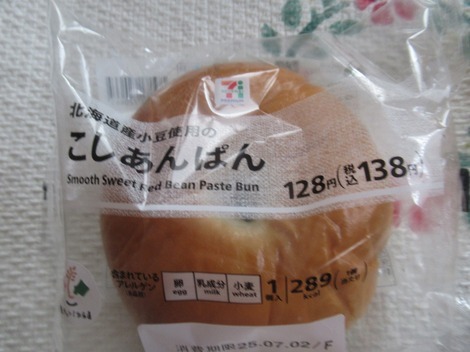 北海道産小豆使用の
こしあんぱん
Smooth Sweet Red Bean Paste Bun
128円(税込138円)
含まれているアレルゲン
卵 egg
乳成分 milk
小麦 wheat
1個入
289kcal
消費期限25.07.02/F